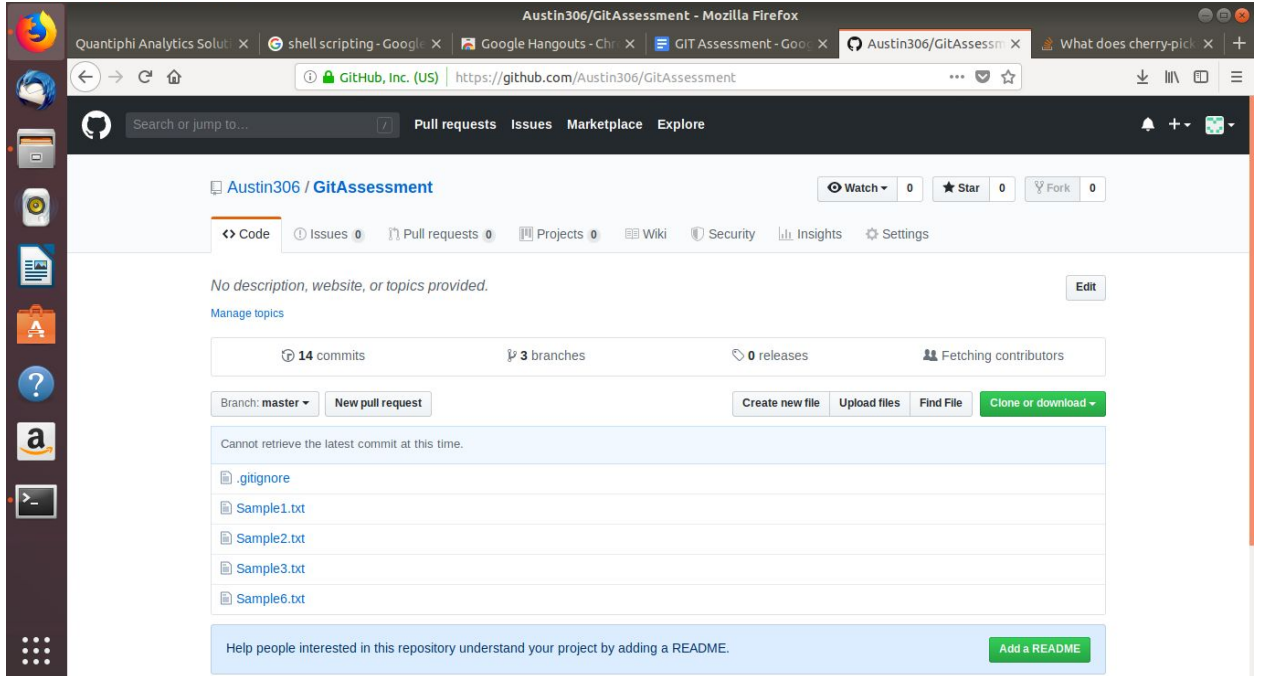 Austin306/GitAssessment - Mozilla Firefox
Quantiphi Analytics Soluti shell scripting - Google Google Hangouts - Chr GIT Assessment - Goog Austin306/GitAssessm What does cherry-pick
GitHub, Inc. (US) https://github.com/Austin306/GitAssessment
Search or jump to... / Pull requests Issues Marketplace Explore
Austin306 / GitAssessment Watch 0 Star 0 Fork 0
Code Issues 0 Pull requests 0 Projects 0 Wiki Security Insights Settings
No description, website, or topics provided. Edit
Manage topics
14 commits 3 branches 0 releases Fetching contributors
Branch: master New pull request Create new file Upload files Find File Clone or download
Cannot retrieve the latest commit at this time.
.gitignore
Sample1.txt
Sample2.txt
Sample3.txt
Sample6.txt
Help people interested in this repository understand your project by adding a README. Add a README